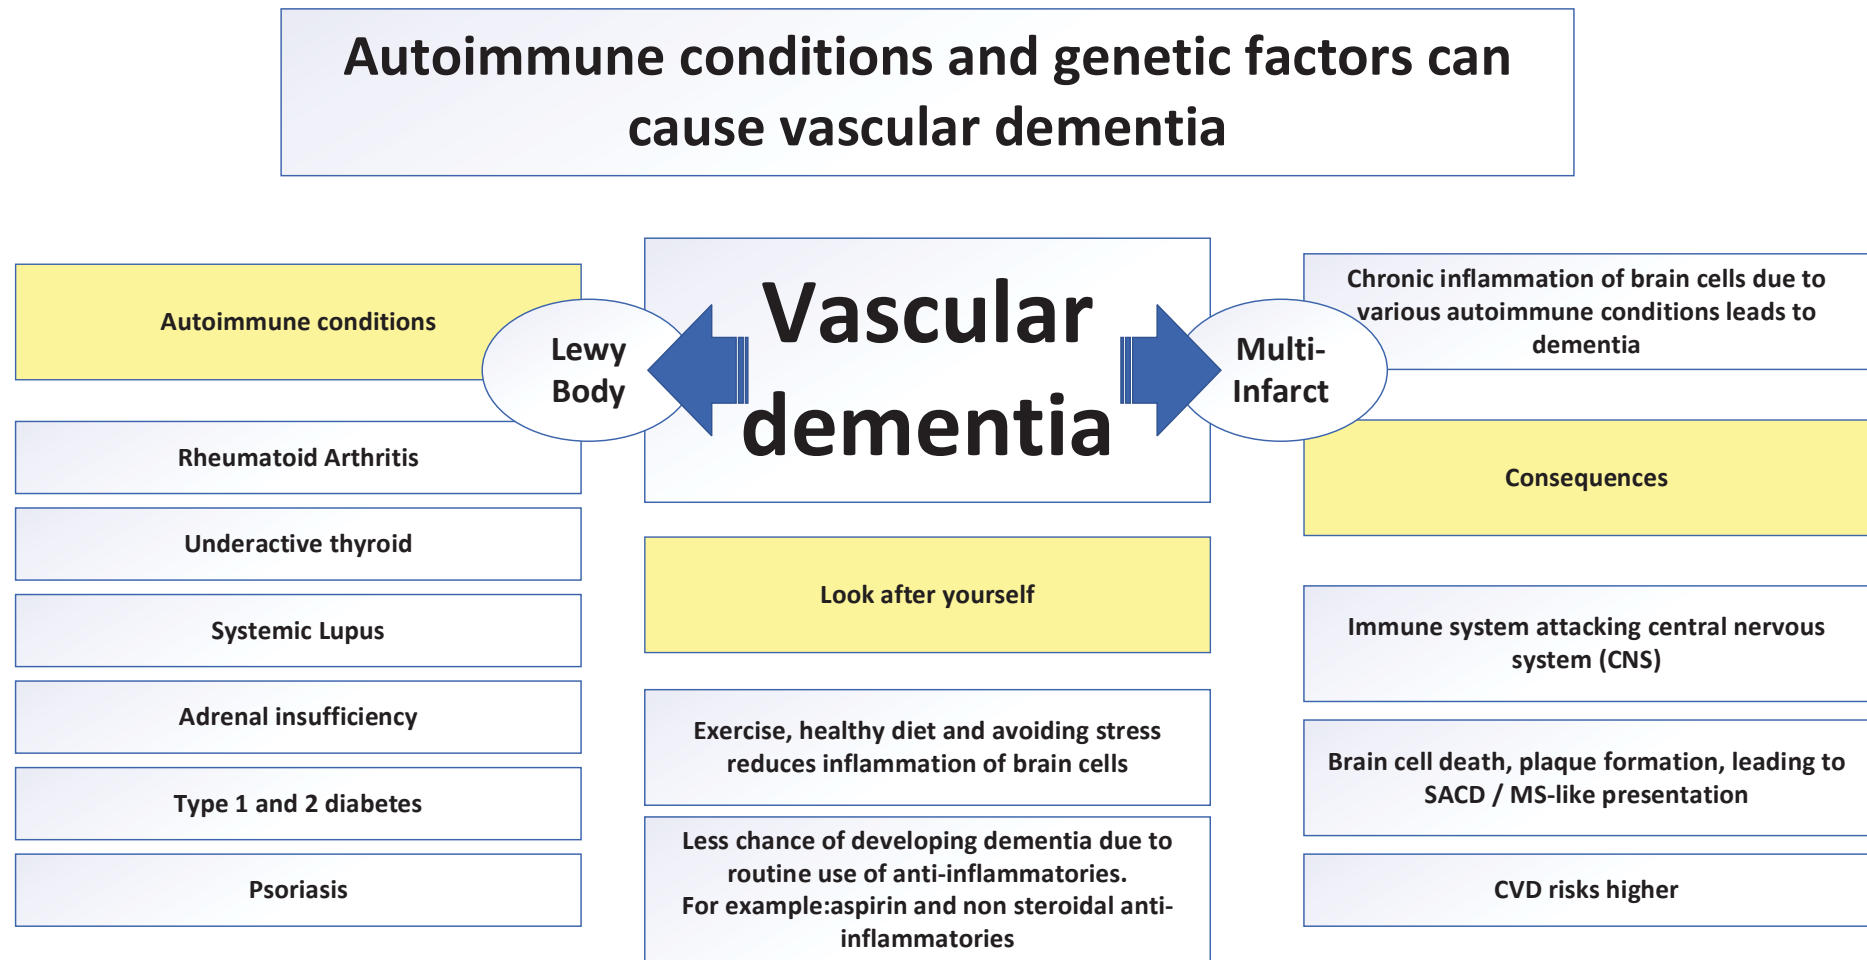 Autoimmune conditions and genetic factors can
cause vascular dementia
Autoimmune conditions
Rheumatoid Arthritis
Underactive thyroid
Systemic Lupus
Adrenal insufficiency
Type 1 and 2 diabetes
Psoriasis
Lewy
Body
Vascular
dementia
Multi-
Infarct
Look after yourself
Exercise, healthy diet and avoiding stress
reduces inflammation of brain cells
Less chance of developing dementia due to
routine use of anti-inflammatories.
For example:aspirin and non steroidal anti-
inflammatories
Chronic inflammation of brain cells due to
various autoimmune conditions leads to
dementia
Consequences
Immune system attacking central nervous
system (CNS)
Brain cell death, plaque formation, leading to
SACD / MS-like presentation
CVD risks higher